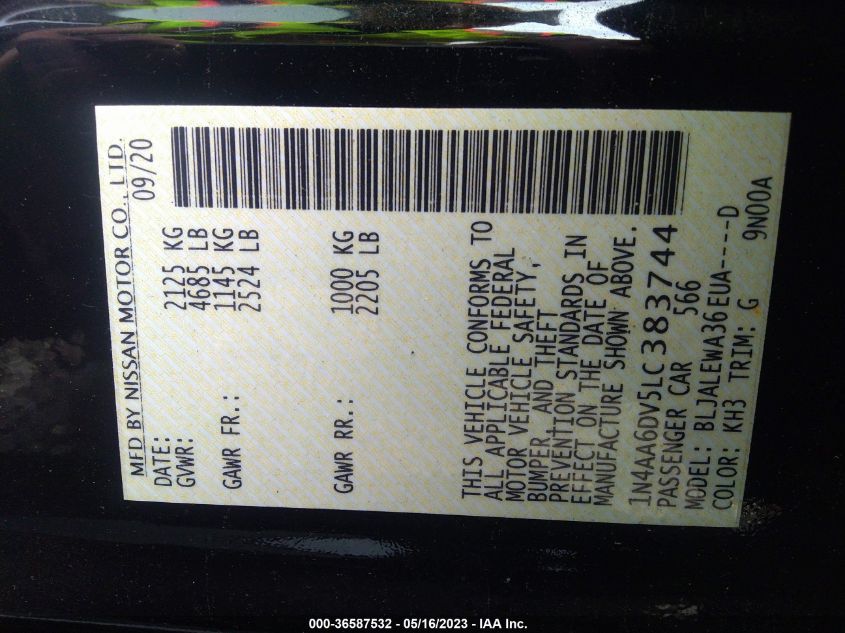 MFD BY NISSAN MOTOR CO., LTD.
DATE: 09/20
GVWR: 2125 KG
4685 LB
GAWR FR.: 1145 KG
2524 LB
GAWR RR.: 1000 KG
2205 LB
THIS VEHICLE CONFORMS TO
ALL APPLICABLE FEDERAL
MOTOR VEHICLE SAFETY,
BUMPER, AND THEFT
PREVENTION STANDARDS IN
EFFECT ON THE DATE OF
MANUFACTURE SHOWN ABOVE.
1N4AA6DV5LC383744
PASSENGER CAR 566
MODEL: BLJALEWA36EUA----D
COLOR: KH3 TRIM: G 9N00A
000-36587532 - 05/16/2023 - IAA Inc.